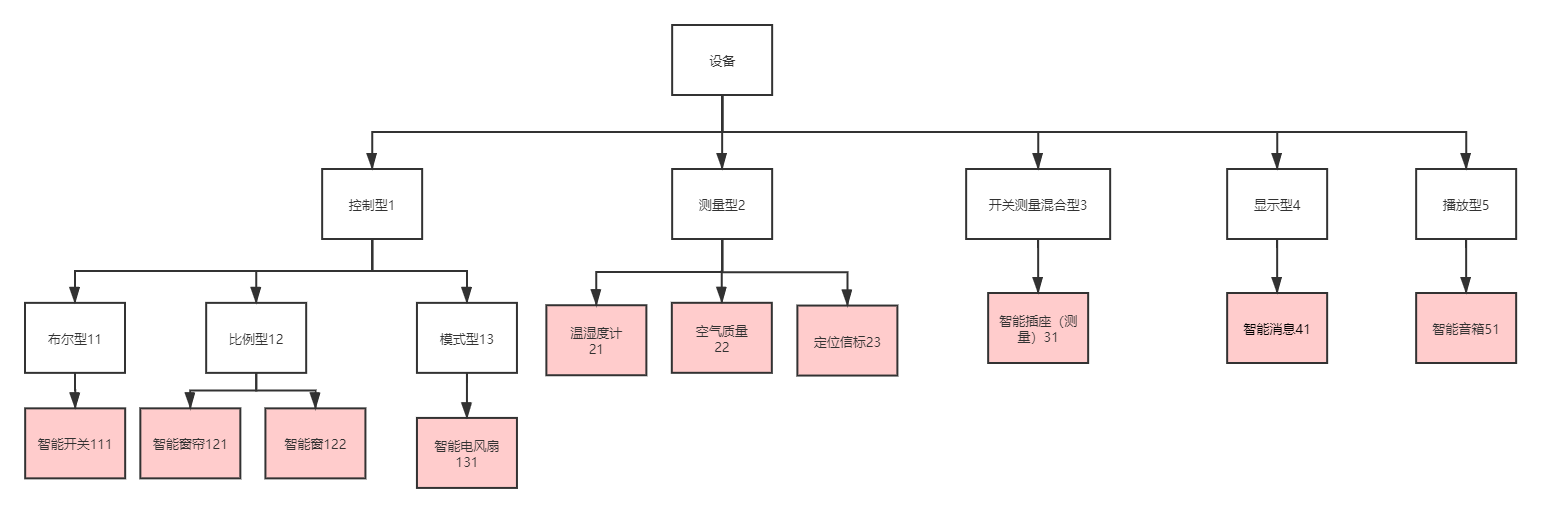 设备
控制型1
测量型2
开关测量混合型3
显示型4
播放型5
布尔型11
比例型12
模式型13
温湿度计
21
空气质量
22
定位信标23
智能插座（测
量）31
智能消息41
智能音箱51
智能开关111
智能窗帘121
智能窗122
智能电风扇
131